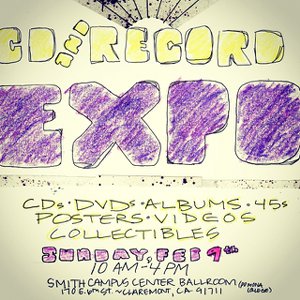 CD AND RECORD
EXPO
CDs • DVDs • ALBUMS • 45s
POSTERS • VIDEOS
COLLECTIBLES
SUNDAY, FEB 9th
10 AM-4 PM
SMITH CAMPUS CENTER BALLROOM (POMONA COLLEGE)
170 E. 6th ST. ~ CLAREMONT, CA 91711